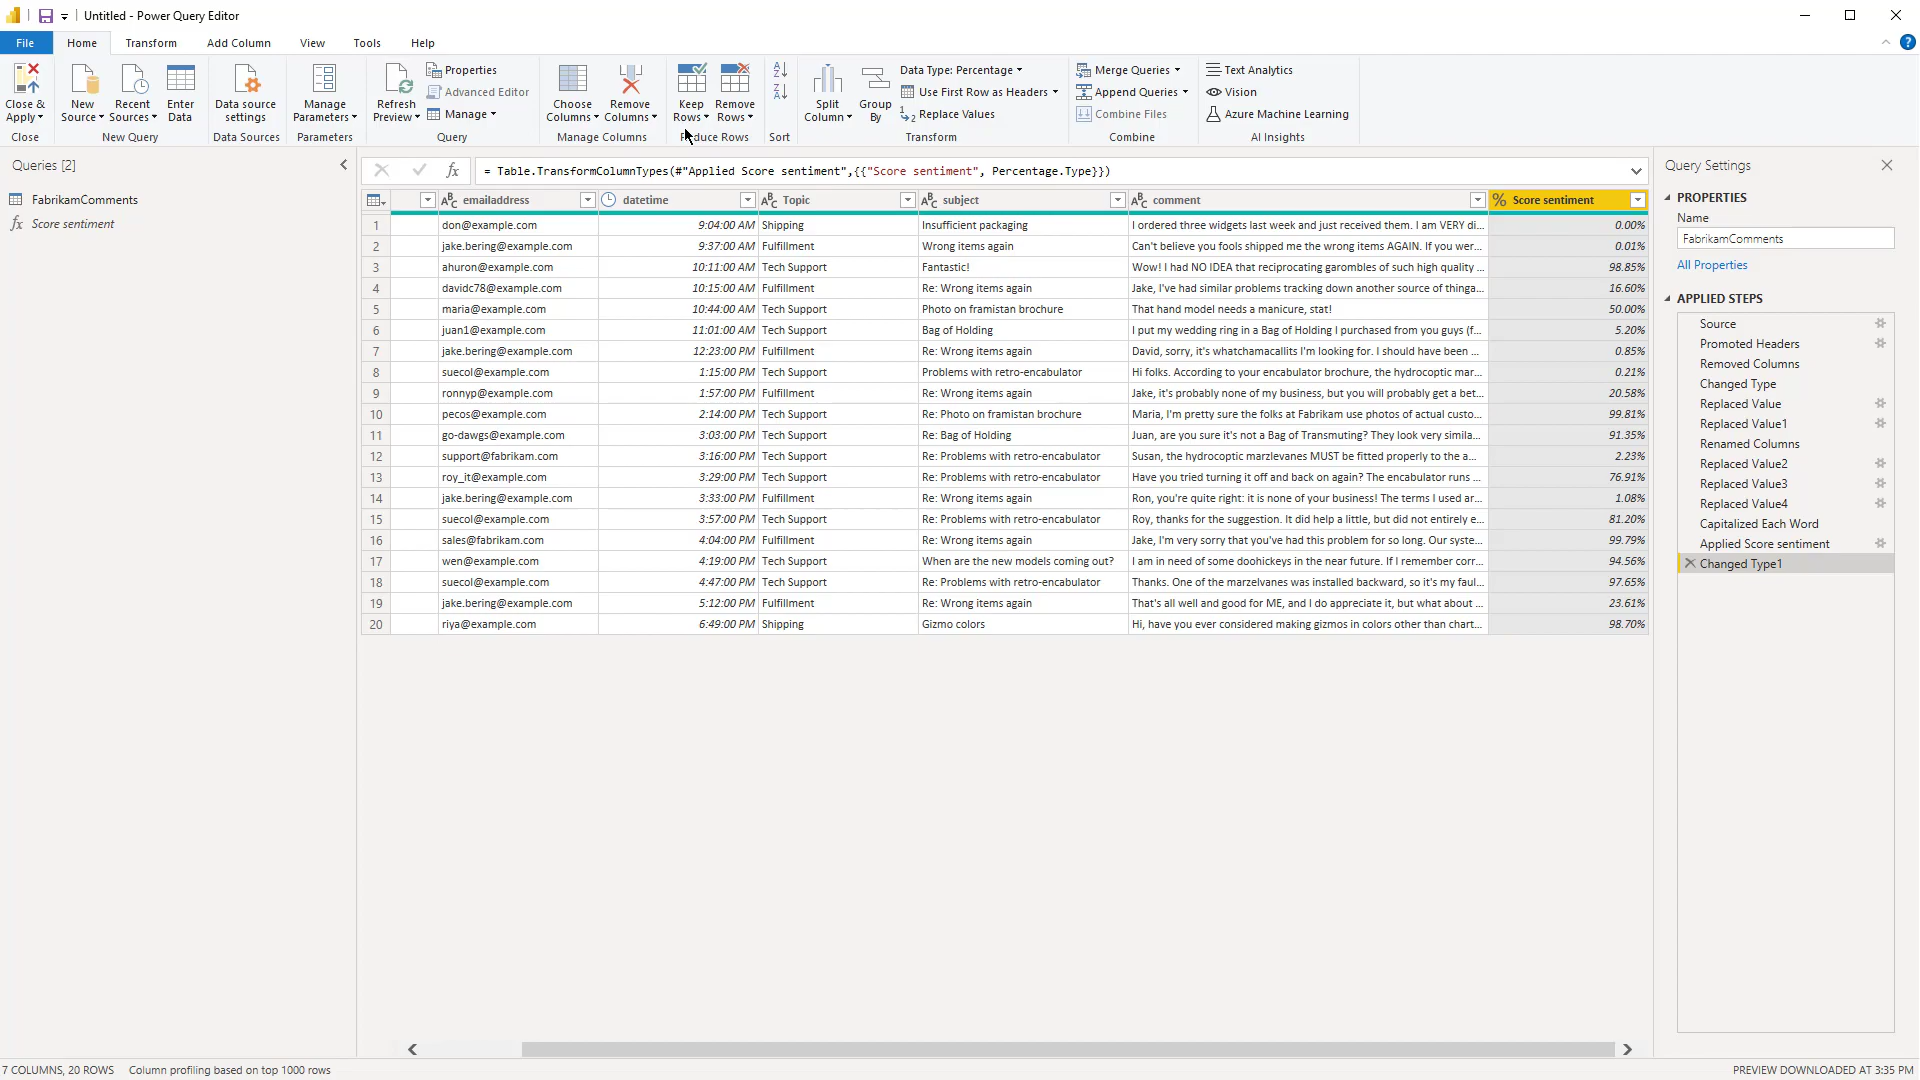 Untitled - Power Query Editor
File Home Transform Add Column View Tools Help
Close & Apply
New Source
Recent Sources
Enter Data
Data source settings
Manage Parameters
Refresh Preview
Properties
Advanced Editor
Manage
Choose Columns
Remove Columns
Keep Rows
Remove Rows
Split Column
Group By
Data Type: Percentage
Use First Row as Headers
Replace Values
Merge Queries
Append Queries
Combine Files
Text Analytics
Vision
Azure Machine Learning
Close New Query Data Sources Parameters Query Manage Columns Sort Transform Combine AI Insights
Queries [2]
FabrikamComments
fx Score sentiment
fx = Table.TransformColumnTypes(#"Applied Score sentiment",{{"Score sentiment", Percentage.Type}})
emailaddress datetime Topic subject comment % Score sentiment
1 don@example.com 9:04:00 AM Shipping Insufficient packaging I ordered three widgets last week and just received them. I am VERY di... 0.00%
2 jake.bering@example.com 9:37:00 AM Fulfillment Wrong items again Can't believe you fools shipped me the wrong items AGAIN. If you wer... 0.01%
3 ahuron@example.com 10:11:00 AM Tech Support Fantastic! Wow! I had NO IDEA that reciprocating garombles of such high quality ... 98.85%
4 davidc78@example.com 10:15:00 AM Fulfillment Re: Wrong items again Jake, I've had similar problems tracking down another source of thinga... 16.60%
5 maria@example.com 10:44:00 AM Tech Support Photo on framistan brochure That hand model needs a manicure, stat! 50.00%
6 juan1@example.com 11:01:00 AM Tech Support Bag of Holding I put my wedding ring in a Bag of Holding I purchased from you guys (f... 5.20%
7 jake.bering@example.com 12:23:00 PM Fulfillment Re: Wrong items again David, sorry, it's whatchamacallits I'm looking for. I should have been ... 0.85%
8 suecol@example.com 1:15:00 PM Tech Support Problems with retro-encabulator Hi folks. According to your encabulator brochure, the hydrocoptic mar... 0.21%
9 ronnyp@example.com 1:57:00 PM Fulfillment Re: Wrong items again Jake, it's probably none of my business, but you will probably get a bet... 20.58%
10 pecos@example.com 2:14:00 PM Tech Support Re: Photo on framistan brochure Maria, I'm pretty sure the folks at Fabrikam use photos of actual custo... 99.81%
11 go-dawgs@example.com 3:03:00 PM Tech Support Re: Bag of Holding Juan, are you sure it's not a Bag of Transmuting? They look very simila... 91.35%
12 support@fabrikam.com 3:16:00 PM Tech Support Re: Problems with retro-encabulator Susan, the hydrocoptic marzlevanes MUST be fitted properly to the a... 2.23%
13 roy_it@example.com 3:29:00 PM Tech Support Re: Problems with retro-encabulator Have you tried turning it off and back on again? The encabulator runs ... 76.91%
14 jake.bering@example.com 3:33:00 PM Fulfillment Re: Wrong items again Ron, you're quite right: it is none of your business! The terms I used ar... 1.08%
15 suecol@example.com 3:57:00 PM Tech Support Re: Problems with retro-encabulator Roy, thanks for the suggestion. It did help a little, but did not entirely e... 81.20%
16 sales@fabrikam.com 4:04:00 PM Fulfillment Re: Wrong items again Jake, I'm very sorry that you've had this problem for so long. Our syste... 99.79%
17 wen@example.com 4:19:00 PM Tech Support When are the new models coming out? I am in need of some doohickeys in the near future. If I remember corr... 94.56%
18 suecol@example.com 4:47:00 PM Tech Support Re: Problems with retro-encabulator Thanks. One of the marzelvanes was installed backward, so it's my faul... 97.65%
19 jake.bering@example.com 5:12:00 PM Fulfillment Re: Wrong items again That's all well and good for ME, and I do appreciate it, but what about ... 23.61%
20 riya@example.com 6:49:00 PM Shipping Gizmo colors Hi, have you ever considered making gizmos in colors other than chart... 98.70%
Query Settings
PROPERTIES
Name
FabrikamComments
All Properties
APPLIED STEPS
Source
Promoted Headers
Removed Columns
Changed Type
Replaced Value
Replaced Value1
Renamed Columns
Replaced Value2
Replaced Value3
Replaced Value4
Capitalized Each Word
Applied Score sentiment
Changed Type1
7 COLUMNS, 20 ROWS Column profiling based on top 1000 rows PREVIEW DOWNLOADED AT 3:35 PM